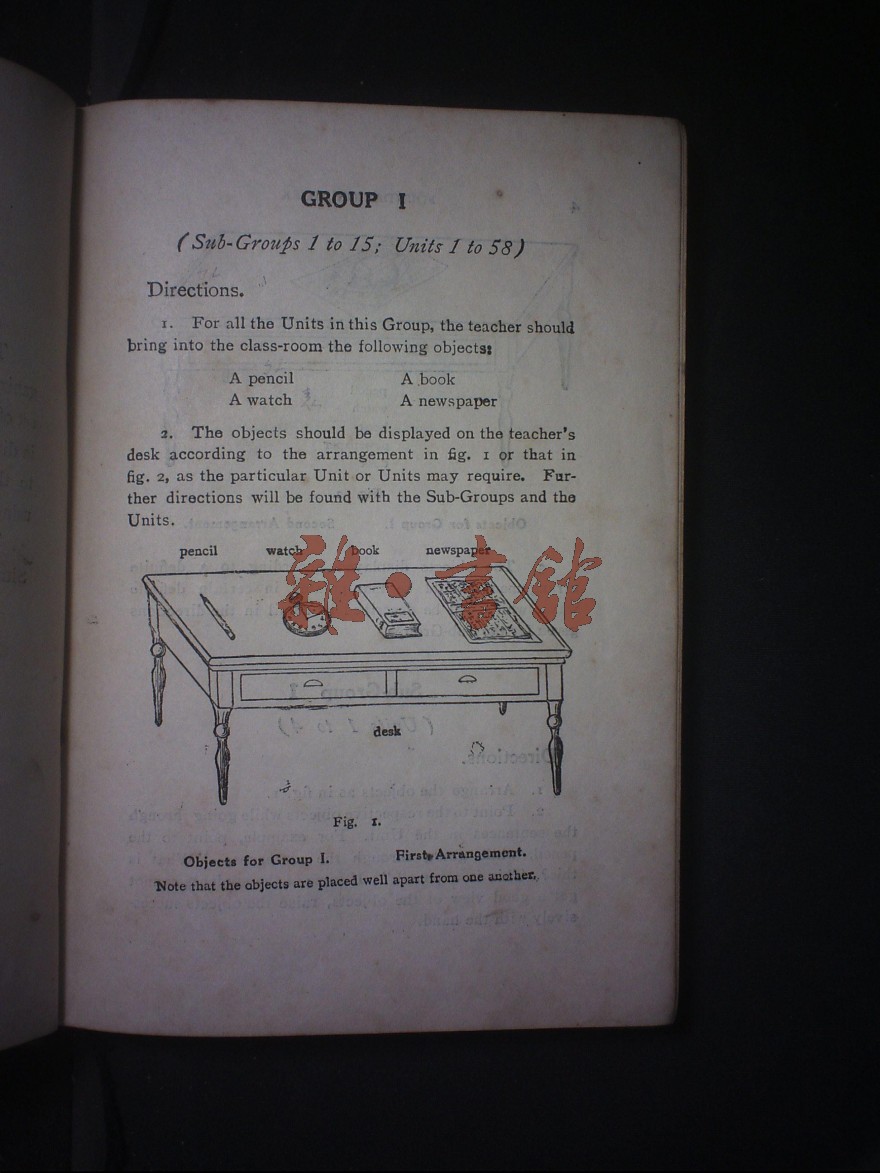 GROUP I
(Sub-Groups 1 to 15; Units 1 to 58)
Directions.
1. For all the Units in this Group, the teacher should
bring into the class-room the following objects:
A pencil A book
A watch A newspaper
2. The objects should be displayed on the teacher's
desk according to the arrangement in fig. 1 or that in
fig. 2, as the particular Unit or Units may require. Fur-
ther directions will be found with the Sub-Groups and the
Units.
pencil watch book newspaper
雜·書館
desk
Fig. 1.
Objects for Group I. First Arrangement.
Note that the objects are placed well apart from one another.